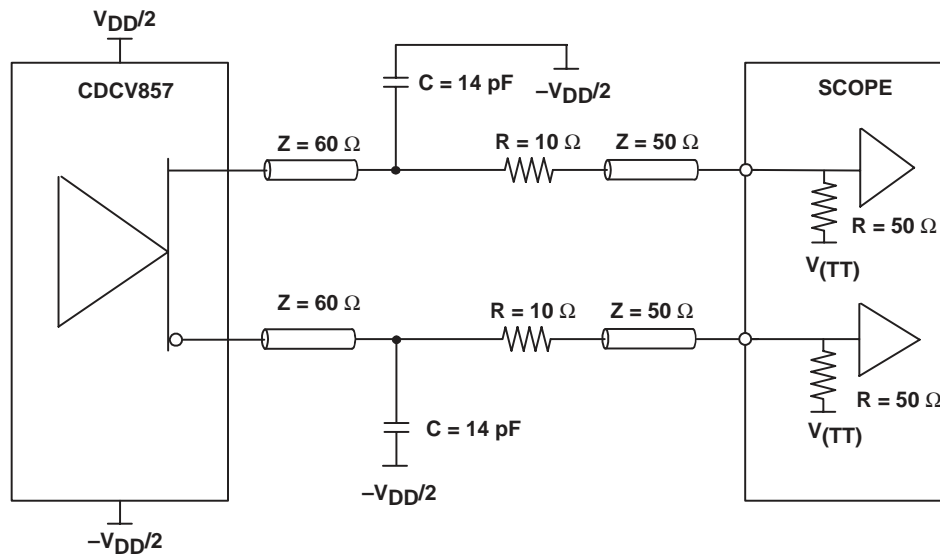 VDD/2
CDCV857
C = 14 pF
–VDD/2
SCOPE
Z = 60 Ω
R = 10 Ω
Z = 50 Ω
R = 50 Ω
V(TT)
Z = 60 Ω
R = 10 Ω
Z = 50 Ω
R = 50 Ω
V(TT)
C = 14 pF
–VDD/2
–VDD/2